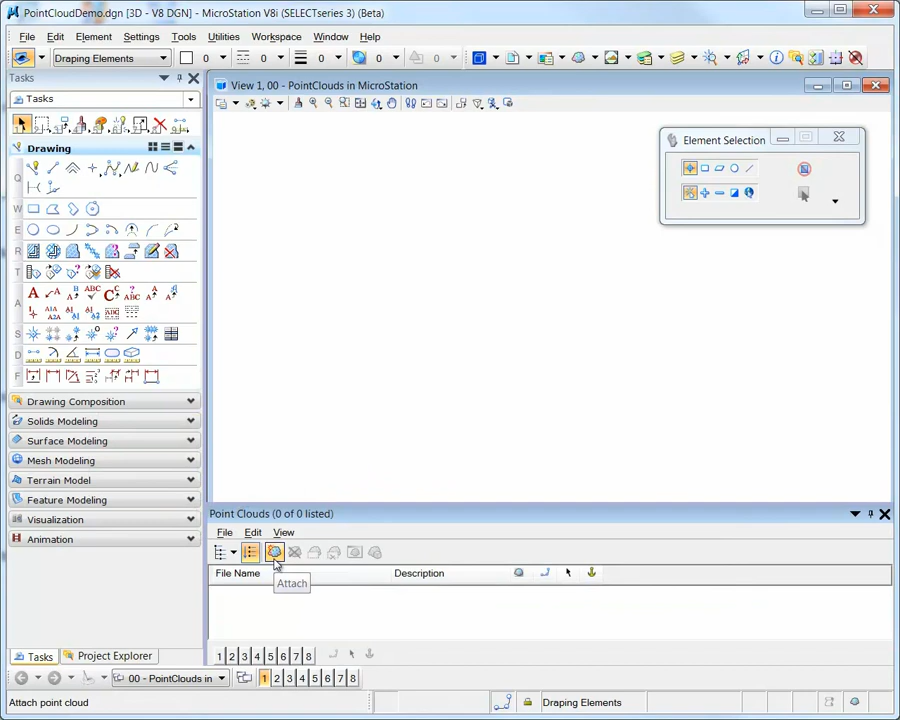 PointCloudDemo.dgn [3D - V8 DGN] - MicroStation V8i (SELECTseries 3) (Beta)
File Edit Element Settings Tools Utilities Workspace Window Help
Draping Elements 0 0 0 0 0
Tasks
View 1, 00 - PointClouds in MicroStation
Tasks
Element Selection
Drawing
Q
W
E
R
T
A
S
D
F
Drawing Composition
Solids Modeling
Surface Modeling
Mesh Modeling
Terrain Model
Feature Modeling
Visualization
Animation
Point Clouds (0 of 0 listed)
File Edit View
File Name Description
Attach
Tasks Project Explorer
1 2 3 4 5 6 7 8
00 - PointClouds in 1 2 3 4 5 6 7 8
Attach point cloud Draping Elements